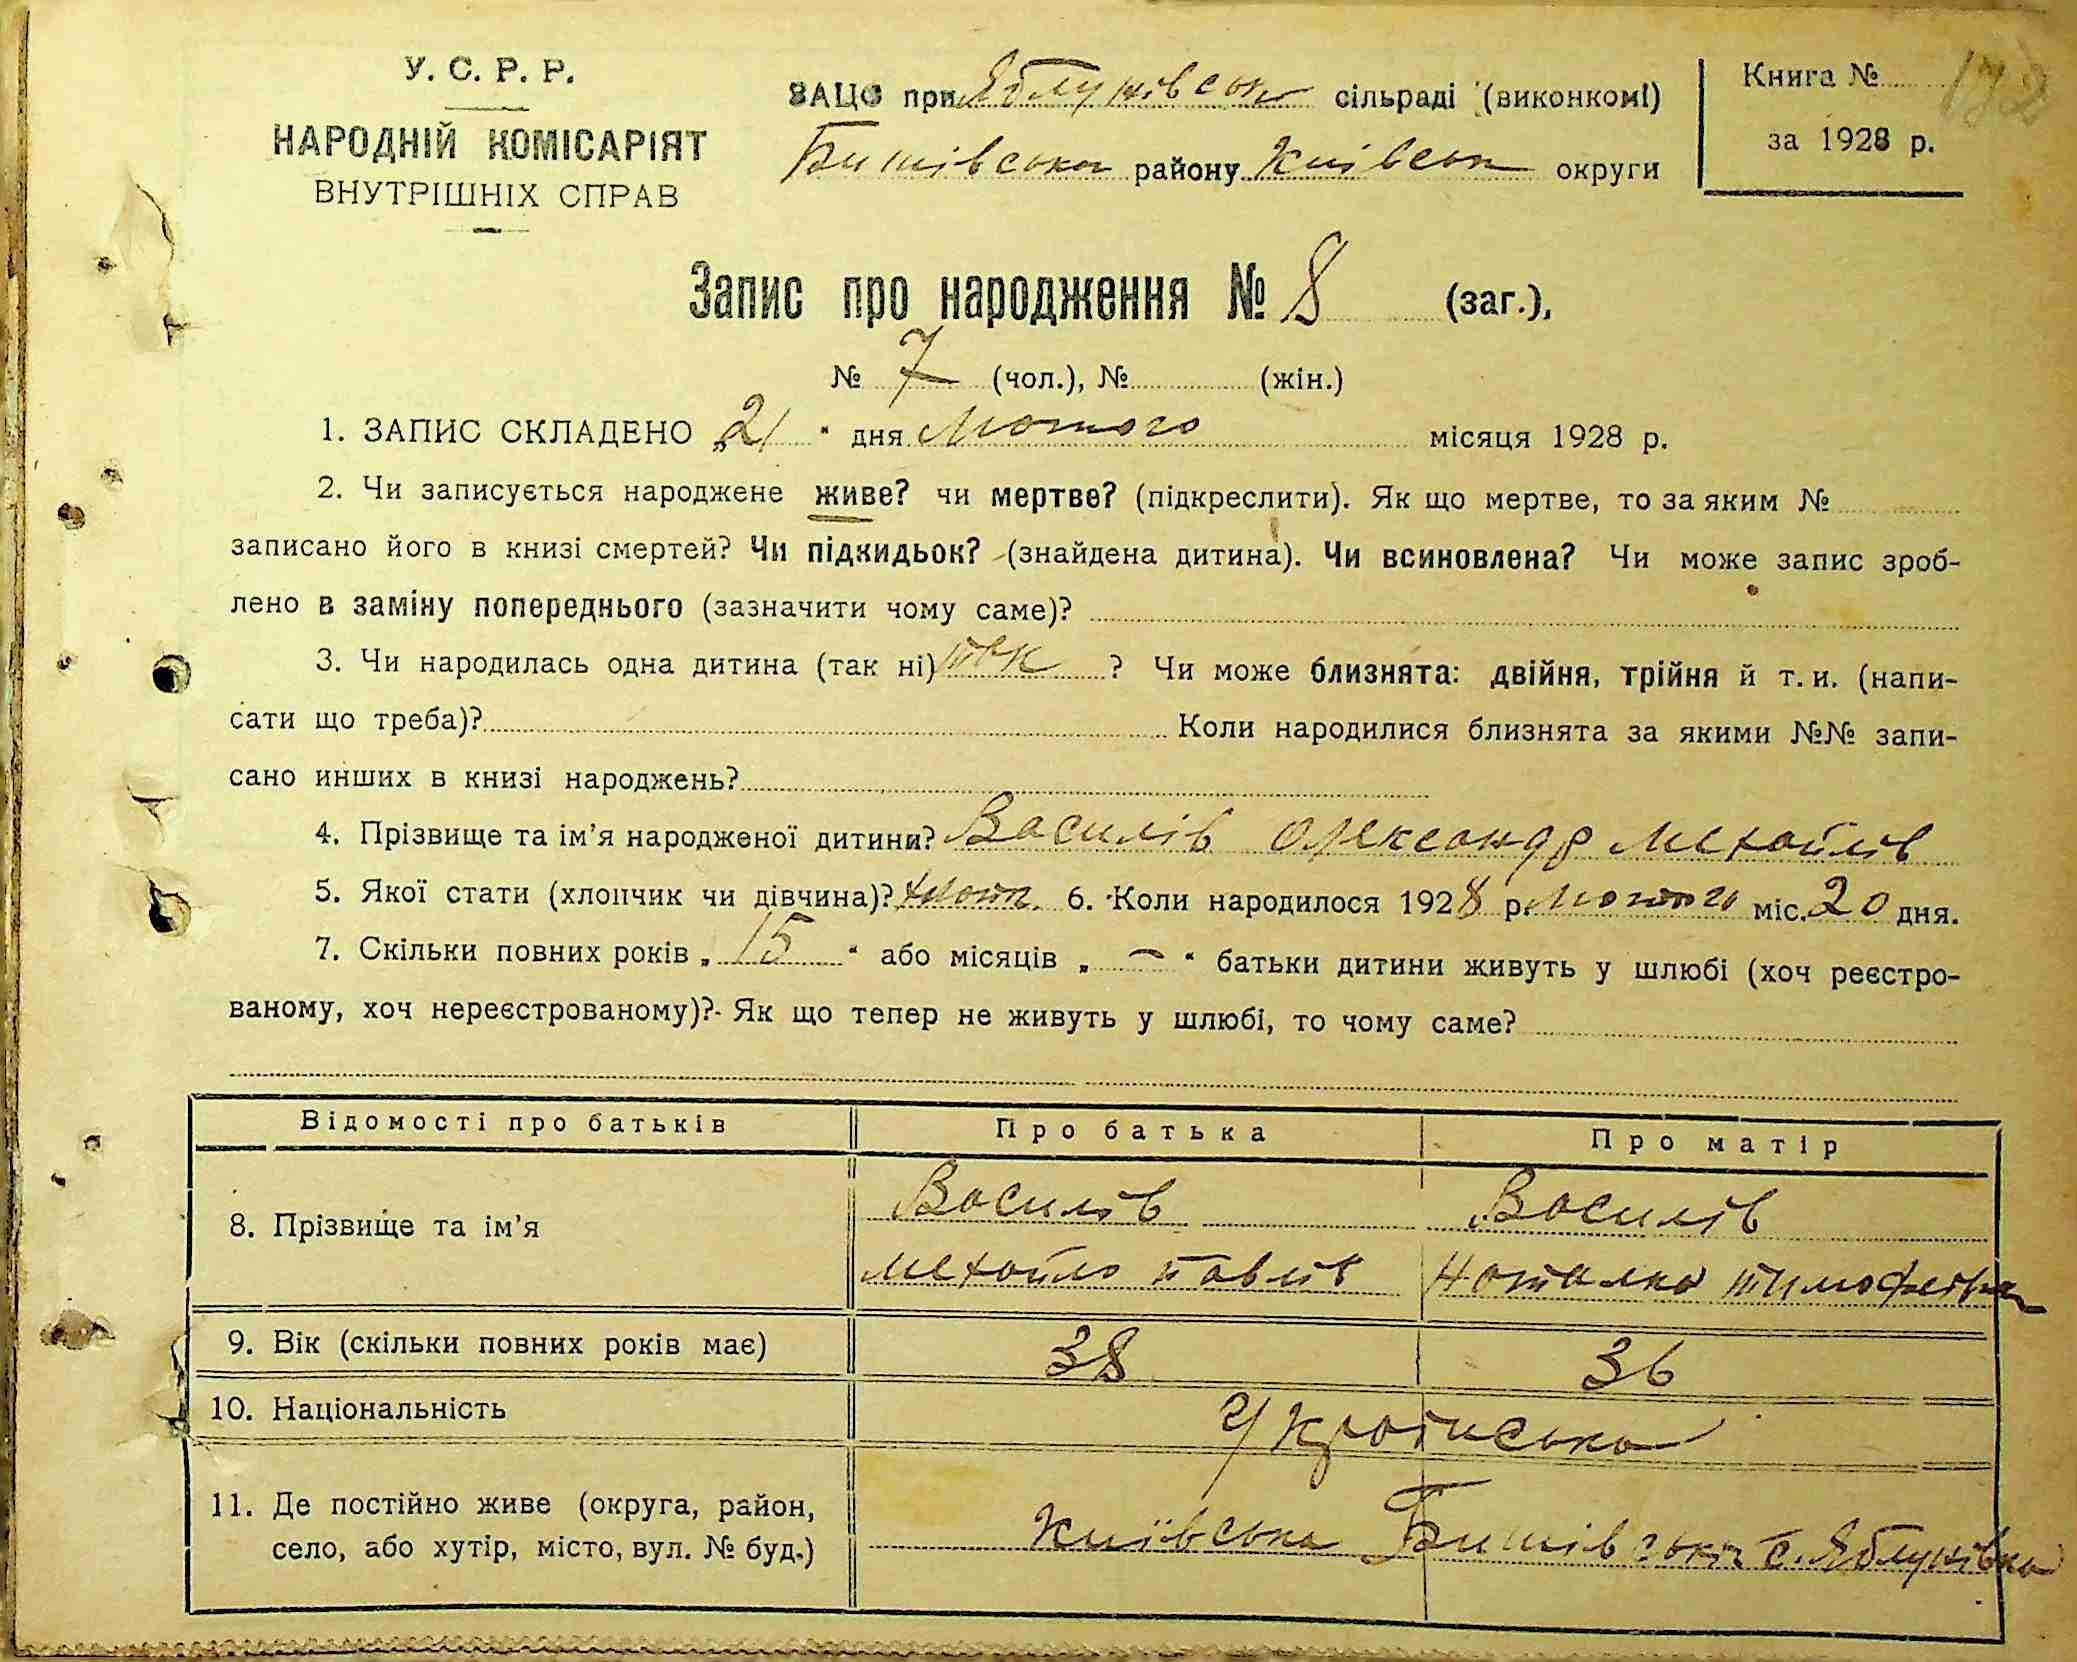 У. С. Р. Р.
НАРОДНІЙ КОМІСАРІЯТ
ВНУТРІШНІХ СПРАВ
ЗАЦС при Яблунівськ сільраді (виконкомі)
Бишівська району Київськ округи
Книга №
192
за 1928 р.
Запис про народження № 8 (заг.),
№ 7 (чол.), № (жін.)
1. ЗАПИС СКЛАДЕНО „21“ дня Лютого місяця 1928 р.
2. Чи записується народжене живе? чи мертве? (підкреслити). Як що мертве, то за яким №
записано його в книзі смертей? Чи підкидьок? (знайдена дитина). Чи всиновлена? Чи може запис зроб-
лено в заміну попереднього (зазначити чому саме)?
3. Чи народилась одна дитина (так ні) так ? Чи може близнята: двійня, трійня й т. и. (напи-
сати що треба)? Коли народилися близнята за якими №№ запи-
сано инших в книзі народжень?
4. Прізвище та ім'я народженої дитини? Василів Олександр Мехайлів
5. Якої стати (хлопчик чи дівчина)? 6. Коли народилося 1928 р. Лютого міс. 20 дня.
7. Скільки повних років „ 15 “ або місяців „ — “ батьки дитини живуть у шлюбі (хоч реєстро-
ваному, хоч нереєстрованому)? Як що тепер не живуть у шлюбі, то чому саме?
Відомості про батьків Про батька Про матір
8. Прізвище та ім'я
Василів Василів
Мехайло Павлів Наталка Тимофеївна
9. Вік (скільки повних років має) 38 36
10. Національність Українська
11. Де постійно живе (округа, район,
село, або хутір, місто, вул. № буд.)
Київська Бишівська с. Яблунівка